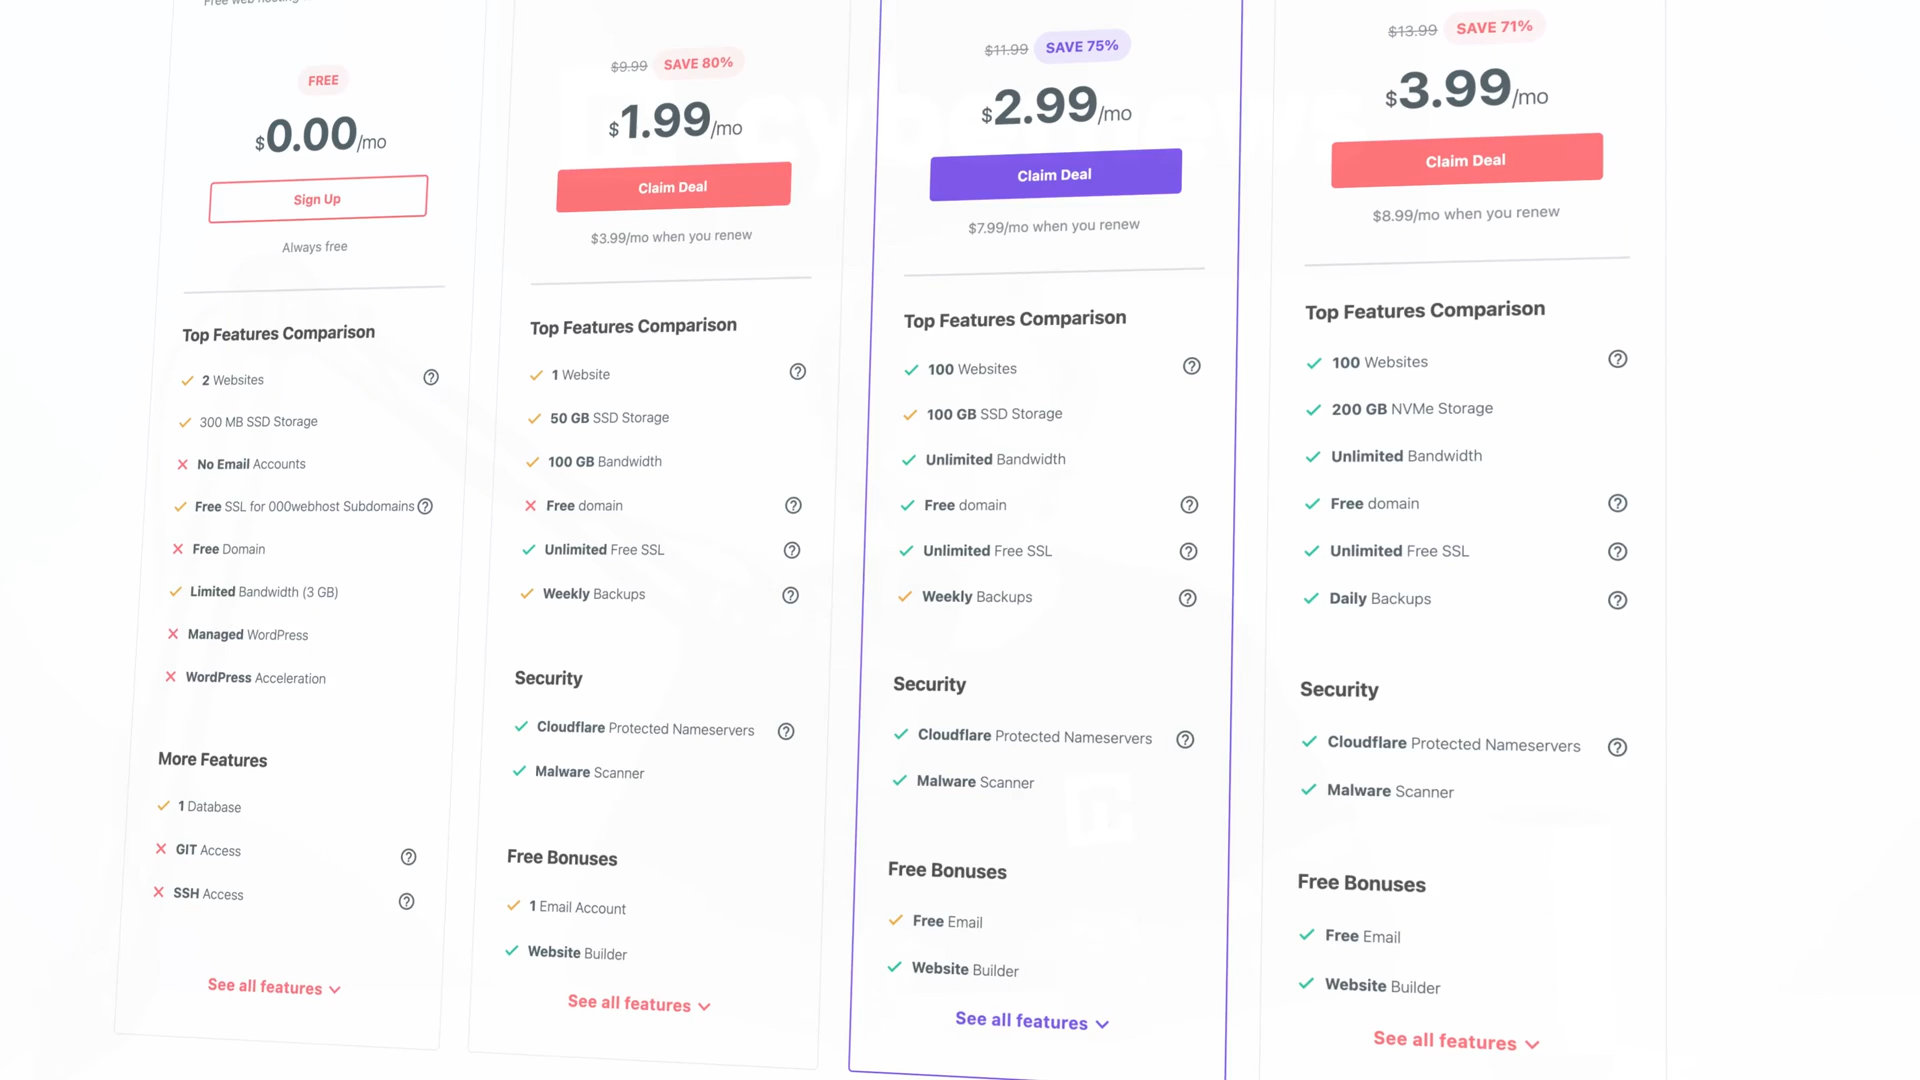 FREE
$0.00/mo
Sign Up
Always free
Top Features Comparison
2 Websites
300 MB SSD Storage
No Email Accounts
Free SSL for 000webhost Subdomains
Free Domain
Limited Bandwidth (3 GB)
Managed WordPress
WordPress Acceleration
More Features
1 Database
GIT Access
SSH Access
See all features
$9.99 SAVE 80%
$1.99/mo
Claim Deal
$3.99/mo when you renew
Top Features Comparison
1 Website
50 GB SSD Storage
100 GB Bandwidth
Free domain
Unlimited Free SSL
Weekly Backups
Security
Cloudflare Protected Nameservers
Malware Scanner
Free Bonuses
1 Email Account
Website Builder
See all features
$11.99 SAVE 75%
$2.99/mo
Claim Deal
$7.99/mo when you renew
Top Features Comparison
100 Websites
100 GB SSD Storage
Unlimited Bandwidth
Free domain
Unlimited Free SSL
Weekly Backups
Security
Cloudflare Protected Nameservers
Malware Scanner
Free Bonuses
Free Email
Website Builder
See all features
$13.99 SAVE 71%
$3.99/mo
Claim Deal
$8.99/mo when you renew
Top Features Comparison
100 Websites
200 GB NVMe Storage
Unlimited Bandwidth
Free domain
Unlimited Free SSL
Daily Backups
Security
Cloudflare Protected Nameservers
Malware Scanner
Free Bonuses
Free Email
Website Builder
See all features